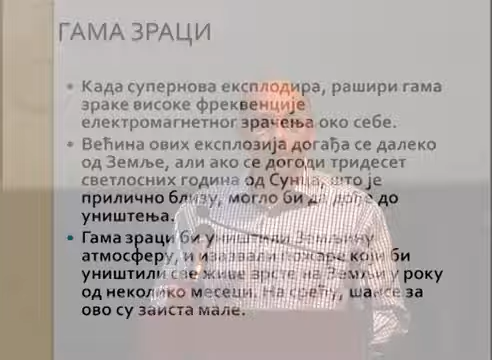 ГАМА ЗРАЦИ
• Када супернова експлодира, рашири гама
зраке високе фреквенције
електромагнетног зрачења око себе.
• Већина ових експлозија догађа се далеко
од Земље, али ако се догоди тридесет
светлосних година од Сунца, што је
прилично близу, могло би да дође до
уништења.
• Гама зраци би уништили Земљину
атмосферу, и изазвали пожаре који би
уништили све живе врсте на Земљи у року
од неколико месеци. На срећу, шансе за
ово су заиста мале.